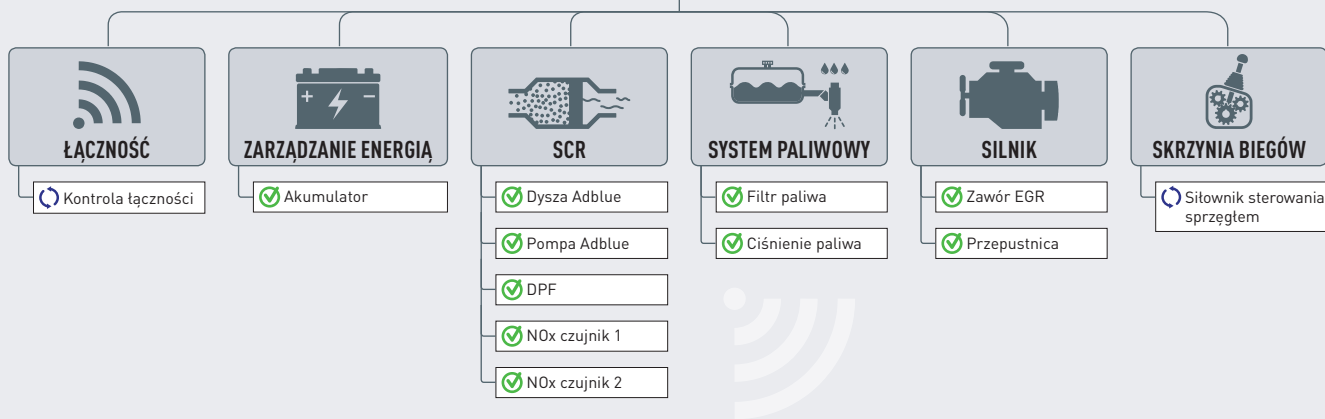 ŁĄCZNOŚĆ
Kontrola łączności
ZARZĄDZANIE ENERGIĄ
Akumulator
SCR
Dysza Adblue
Pompa Adblue
DPF
NOx czujnik 1
NOx czujnik 2
SYSTEM PALIWOWY
Filtr paliwa
Ciśnienie paliwa
SILNIK
Zawór EGR
Przepustnica
SKRZYNIA BIEGÓW
Siłownik sterowania
sprzęgłem